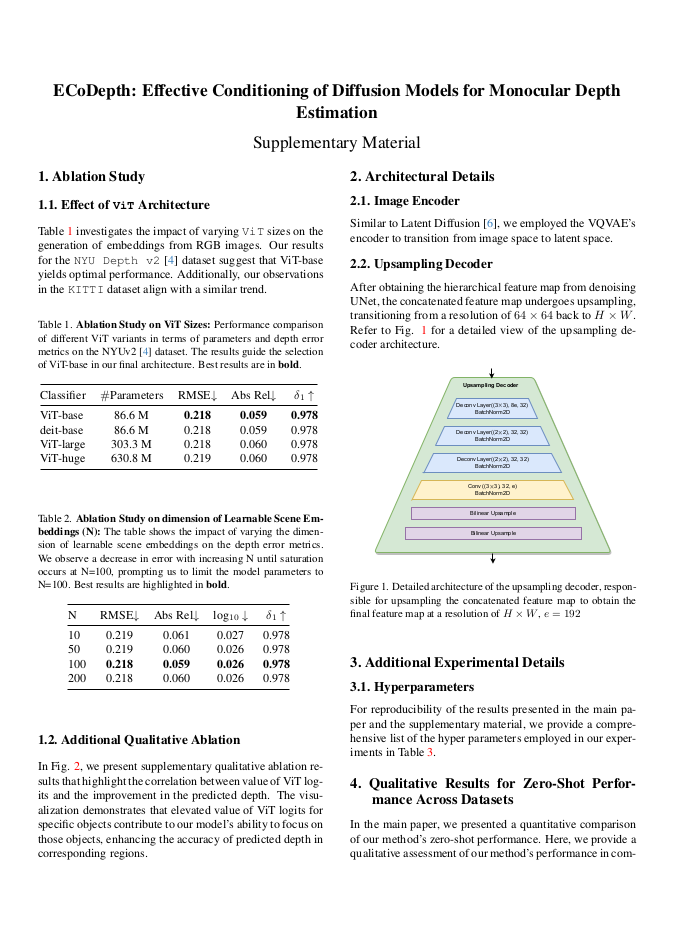 ECoDepth: Effective Conditioning of Diffusion Models for Monocular Depth
Estimation
Supplementary Material
1. Ablation Study
1.1. Effect of ViT Architecture
Table 1 investigates the impact of varying ViT sizes on the
generation of embeddings from RGB images. Our results
for the NYU Depth v2 [4] dataset suggest that ViT-base
yields optimal performance. Additionally, our observations
in the KITTI dataset align with a similar trend.
Table 1. Ablation Study on ViT Sizes: Performance comparison
of different ViT variants in terms of parameters and depth error
metrics on the NYUv2 [4] dataset. The results guide the selection
of ViT-base in our final architecture. Best results are in bold.
Classifier #Parameters RMSE↓ Abs Rel↓ δ1 ↑
ViT-base 86.6 M 0.218 0.059 0.978
deit-base 86.6 M 0.218 0.059 0.978
ViT-large 303.3 M 0.218 0.060 0.978
ViT-huge 630.8 M 0.219 0.060 0.978
Table 2. Ablation Study on dimension of Learnable Scene Em-
beddings (N): The table shows the impact of varying the dimen-
sion of learnable scene embeddings on the depth error metrics.
We observe a decrease in error with increasing N until saturation
occurs at N=100, prompting us to limit the model parameters to
N=100. Best results are highlighted in bold.
N RMSE↓ Abs Rel↓ log10 ↓ δ1 ↑
10 0.219 0.061 0.027 0.978
50 0.219 0.060 0.026 0.978
100 0.218 0.059 0.026 0.978
200 0.218 0.060 0.026 0.978
1.2. Additional Qualitative Ablation
In Fig. 2, we present supplementary qualitative ablation re-
sults that highlight the correlation between value of ViT log-
its and the improvement in the predicted depth. The visu-
alization demonstrates that elevated value of ViT logits for
specific objects contribute to our model's ability to focus on
those objects, enhancing the accuracy of predicted depth in
corresponding regions.
2. Architectural Details
2.1. Image Encoder
Similar to Latent Diffusion [6], we employed the VQVAE's
encoder to transition from image space to latent space.
2.2. Upsampling Decoder
After obtaining the hierarchical feature map from denoising
UNet, the concatenated feature map undergoes upsampling,
transitioning from a resolution of 64 × 64 back to H × W.
Refer to Fig. 1 for a detailed view of the upsampling de-
coder architecture.
Upsampling Decoder
Deconv Layer((3×3), 8e, 32)
BatchNorm2D
Deconv Layer((2×2), 32, 32)
BatchNorm2D
Deconv Layer((2×2), 32, 32)
BatchNorm2D
Conv ((3×3), 32, e)
BatchNorm2D
Bilinear Upsample
Bilinear Upsample
Figure 1. Detailed architecture of the upsampling decoder, respon-
sible for upsampling the concatenated feature map to obtain the
final feature map at a resolution of H × W, e = 192
3. Additional Experimental Details
3.1. Hyperparameters
For reproducibility of the results presented in the main pa-
per and the supplementary material, we provide a compre-
hensive list of the hyper parameters employed in our exper-
iments in Table 3.
4. Qualitative Results for Zero-Shot Perfor-
mance Across Datasets
In the main paper, we presented a quantitative comparison
of our method's zero-shot performance. Here, we provide a
qualitative assessment of our method's performance in com-